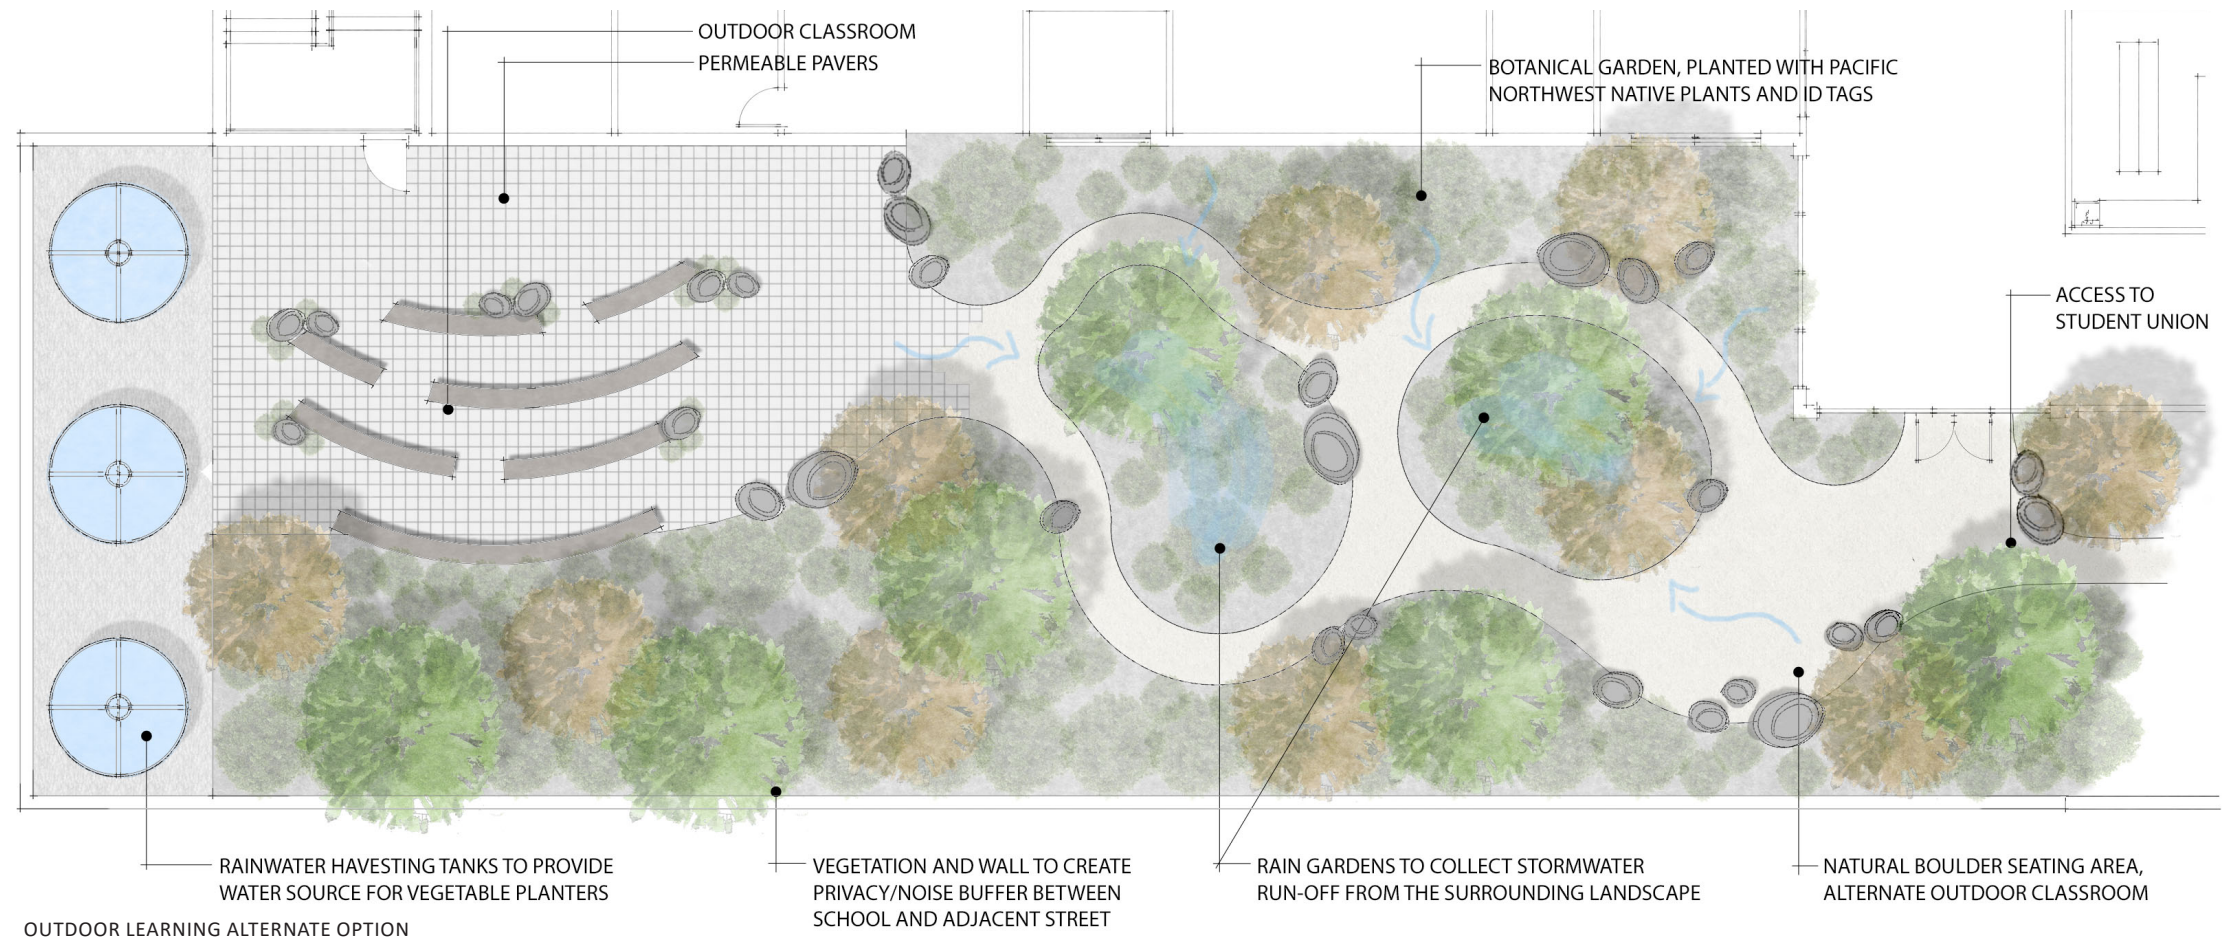 OUTDOOR CLASSROOM
PERMEABLE PAVERS
BOTANICAL GARDEN, PLANTED WITH PACIFIC
NORTHWEST NATIVE PLANTS AND ID TAGS
ACCESS TO
STUDENT UNION
RAINWATER HAVESTING TANKS TO PROVIDE
WATER SOURCE FOR VEGETABLE PLANTERS
VEGETATION AND WALL TO CREATE
PRIVACY/NOISE BUFFER BETWEEN
SCHOOL AND ADJACENT STREET
RAIN GARDENS TO COLLECT STORMWATER
RUN-OFF FROM THE SURROUNDING LANDSCAPE
NATURAL BOULDER SEATING AREA,
ALTERNATE OUTDOOR CLASSROOM
OUTDOOR LEARNING ALTERNATE OPTION